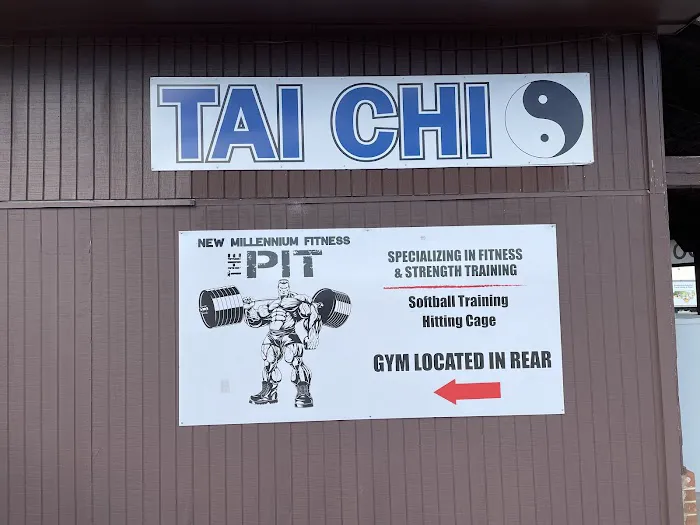 TAI CHI
NEW MILLENNIUM FITNESS
THE PIT
SPECIALIZING IN FITNESS
& STRENGTH TRAINING
Softball Training
Hitting Cage
GYM LOCATED IN REAR